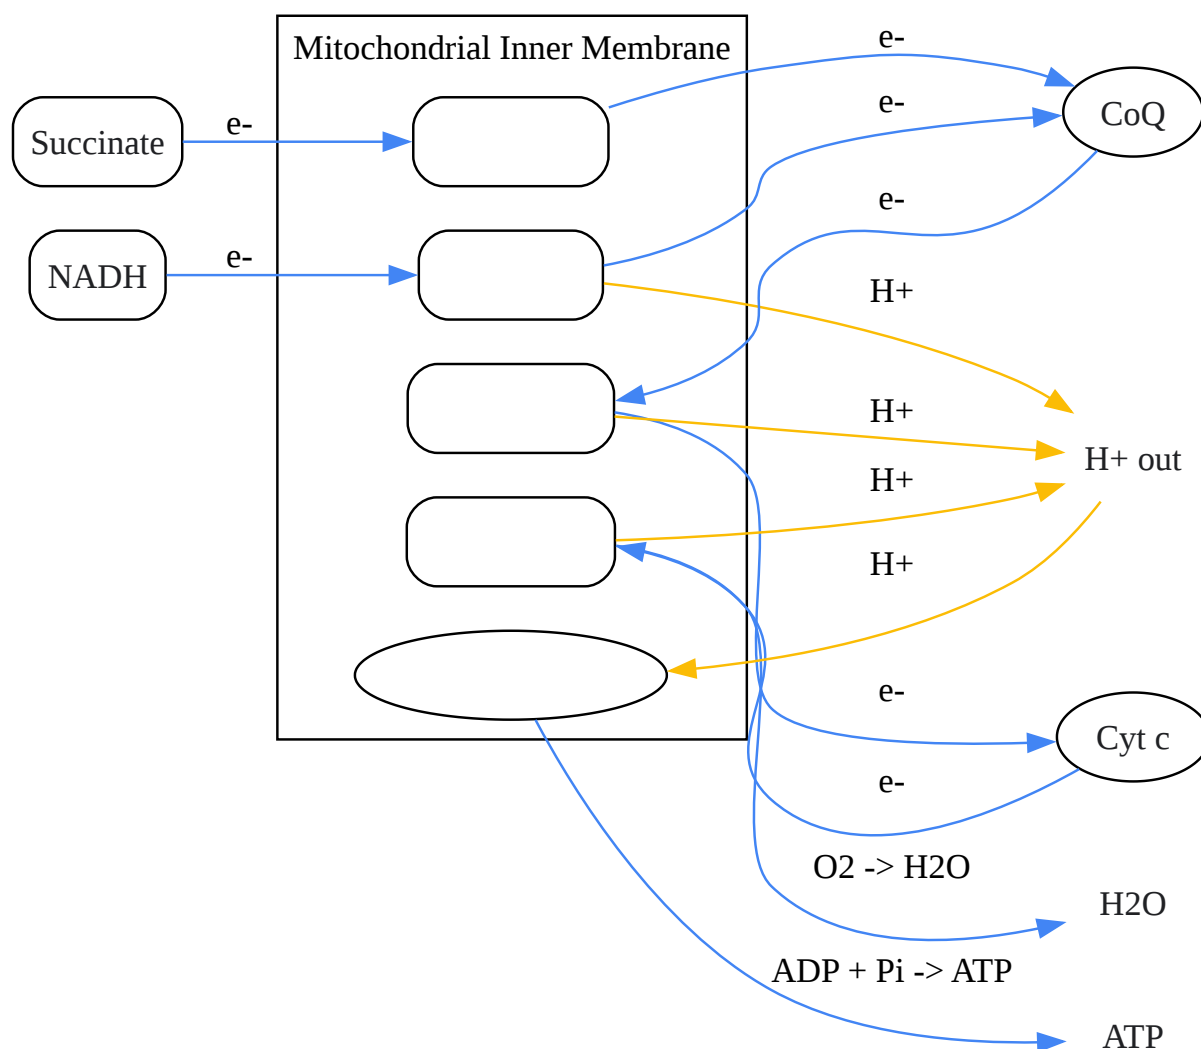 Mitochondrial Inner Membrane
e-
CoQ
e-
Succinate
e-
e-
NADH
e-
H+
H+
H+ out
H+
H+
e-
Cyt c
e-
O2 -> H2O
H2O
ADP + Pi -> ATP
ATP